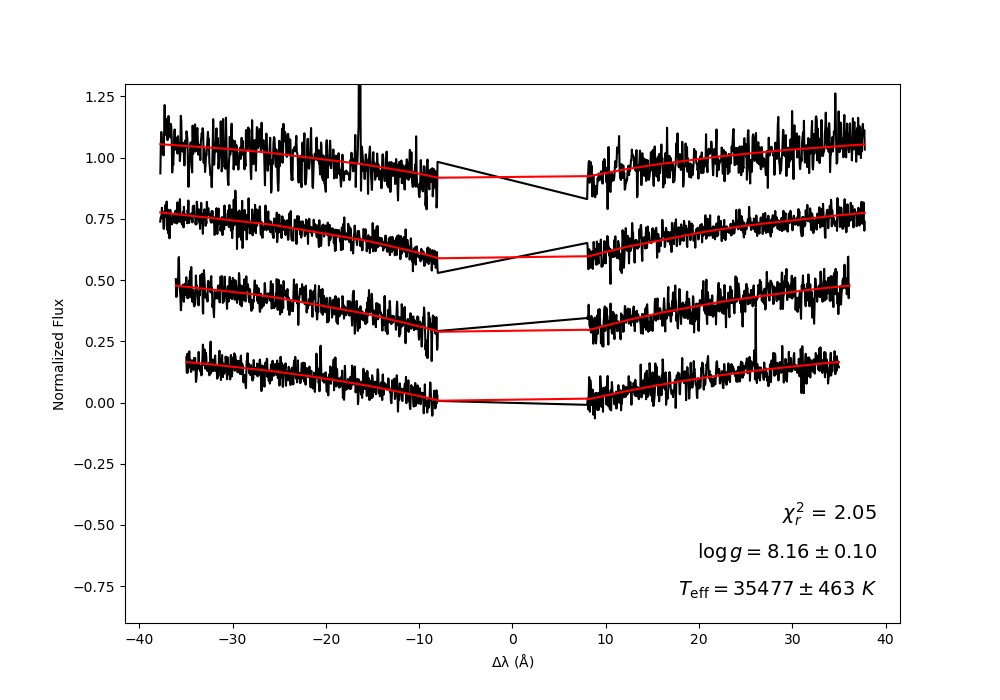 1.25
1.00
0.75
0.50
0.25
0.00
−0.25
−0.50
−0.75
Normalized Flux
χ²ᵣ = 2.05
log g = 8.16 ± 0.10
T_eff = 35477 ± 463 K
−40 −30 −20 −10 0 10 20 30 40
Δλ (Å)